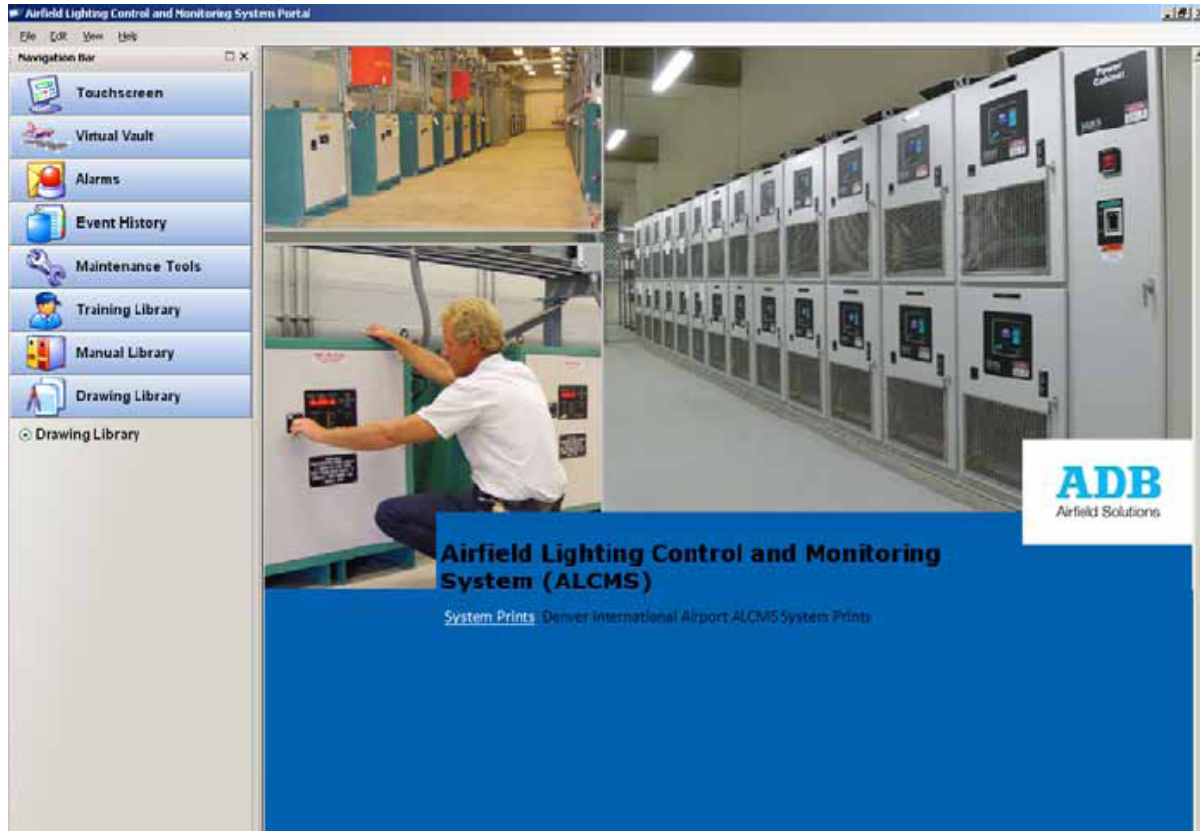 Airfield Lighting Control and Monitoring System Portal
File Edit View Help
Navigation Bar
Touchscreen
Virtual Vault
Alarms
Event History
Maintenance Tools
Training Library
Manual Library
Drawing Library
Drawing Library
Power
Cabinet
ADB
Airfield Solutions
Airfield Lighting Control and Monitoring
System (ALCMS)
System Prints Denver International Airport ALCMS System Prints